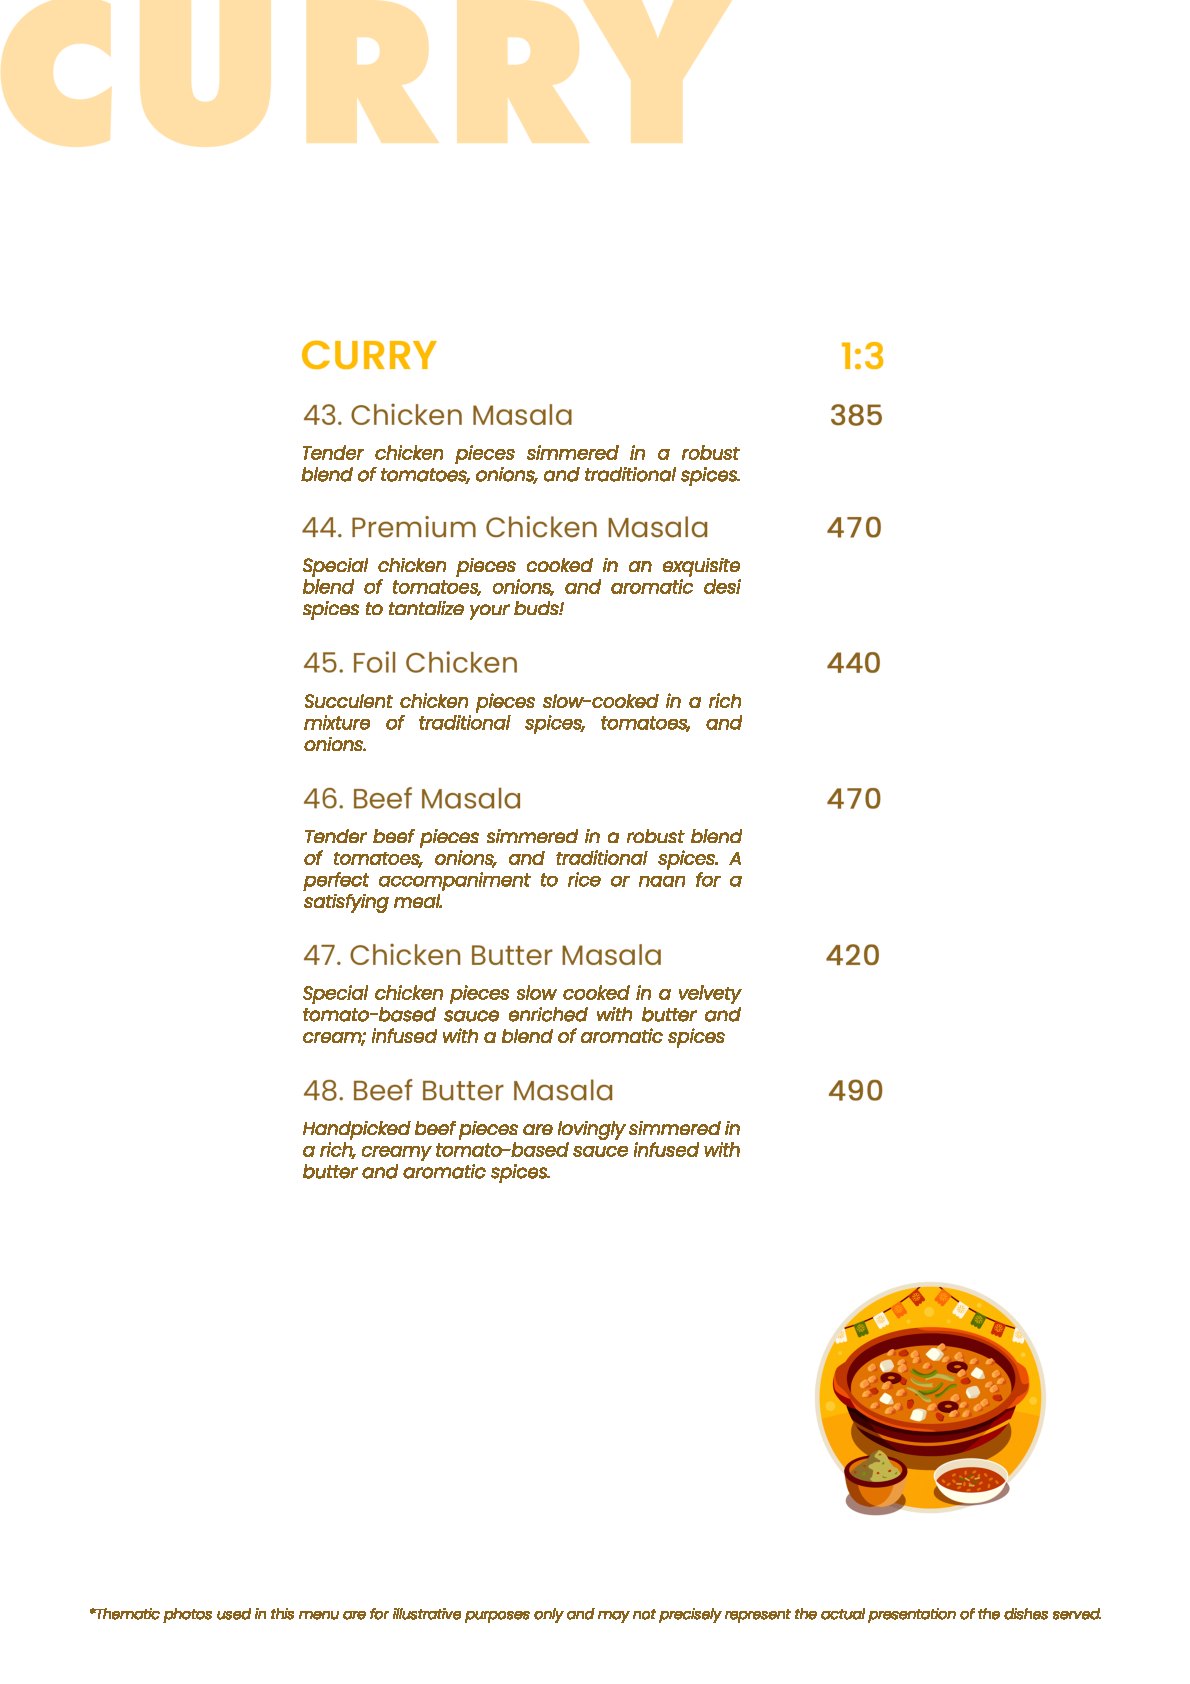 CURRY
CURRY 1:3
43. Chicken Masala 385
Tender chicken pieces simmered in a robust
blend of tomatoes, onions, and traditional spices.
44. Premium Chicken Masala 470
Special chicken pieces cooked in an exquisite
blend of tomatoes, onions, and aromatic desi
spices to tantalize your buds!
45. Foil Chicken 440
Succulent chicken pieces slow-cooked in a rich
mixture of traditional spices, tomatoes, and
onions.
46. Beef Masala 470
Tender beef pieces simmered in a robust blend
of tomatoes, onions, and traditional spices. A
perfect accompaniment to rice or naan for a
satisfying meal.
47. Chicken Butter Masala 420
Special chicken pieces slow cooked in a velvety
tomato-based sauce enriched with butter and
cream; infused with a blend of aromatic spices
48. Beef Butter Masala 490
Handpicked beef pieces are lovingly simmered in
a rich, creamy tomato-based sauce infused with
butter and aromatic spices.
*Thematic photos used in this menu are for illustrative purposes only and may not precisely represent the actual presentation of the dishes served.